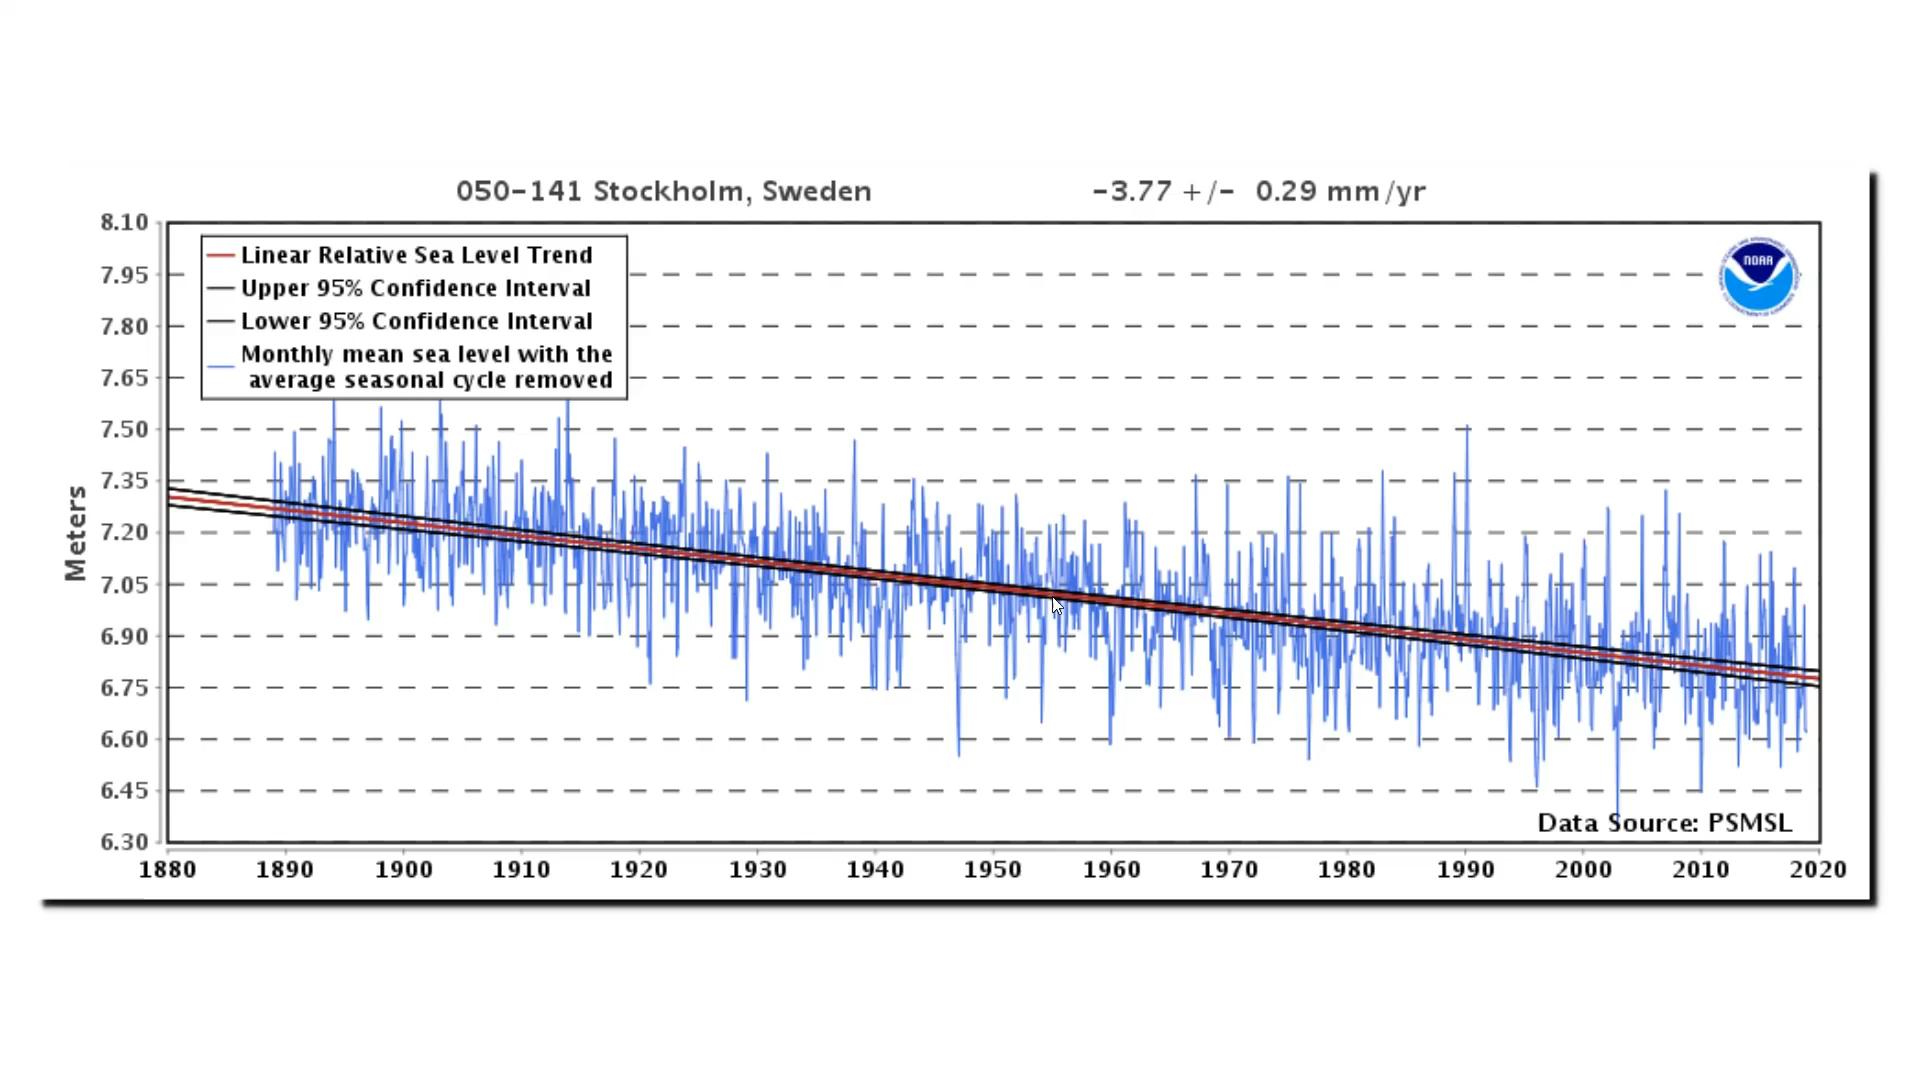 050-141 Stockholm, Sweden -3.77 +/- 0.29 mm/yr
8.10
7.95
7.80
7.65
7.50
7.35
7.20
7.05
6.90
6.75
6.60
6.45
6.30
Meters
Linear Relative Sea Level Trend
Upper 95% Confidence Interval
Lower 95% Confidence Interval
Monthly mean sea level with the
average seasonal cycle removed
NOAA
Data Source: PSMSL
1880 1890 1900 1910 1920 1930 1940 1950 1960 1970 1980 1990 2000 2010 2020